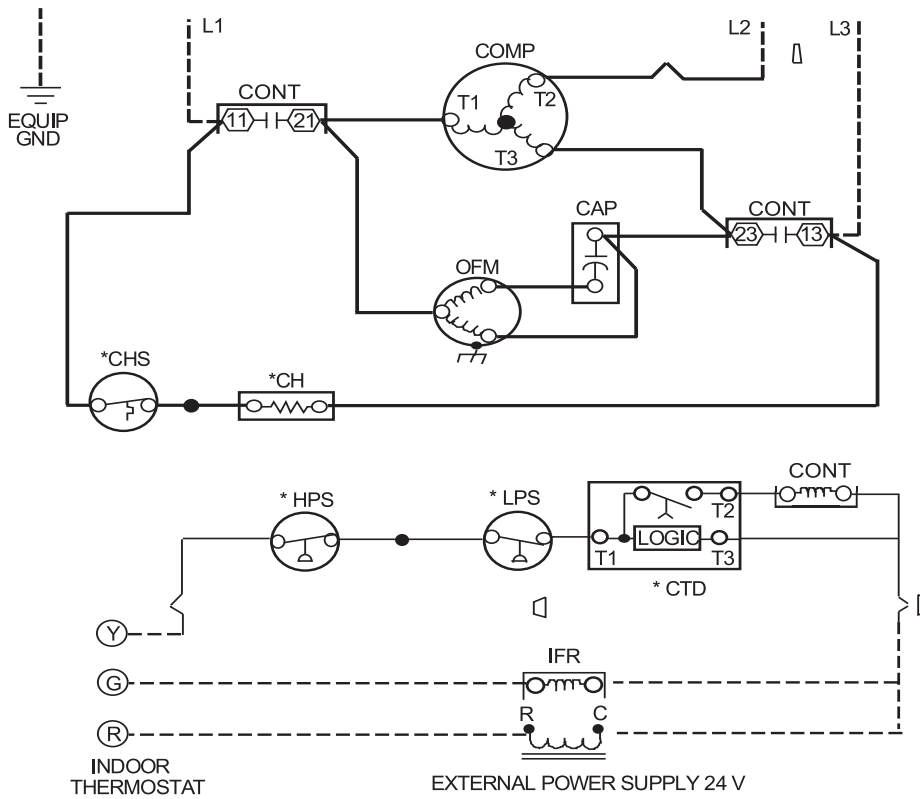 L1
L2
L3
COMP
CONT
T1
T2
11
21
EQUIP
GND
T3
CAP
CONT
23
13
OFM
*CHS
*CH
CONT
* HPS
* LPS
T2
LOGIC
T1
T3
* CTD
Y
IFR
G
R
C
R
INDOOR
THERMOSTAT
EXTERNAL POWER SUPPLY 24 V